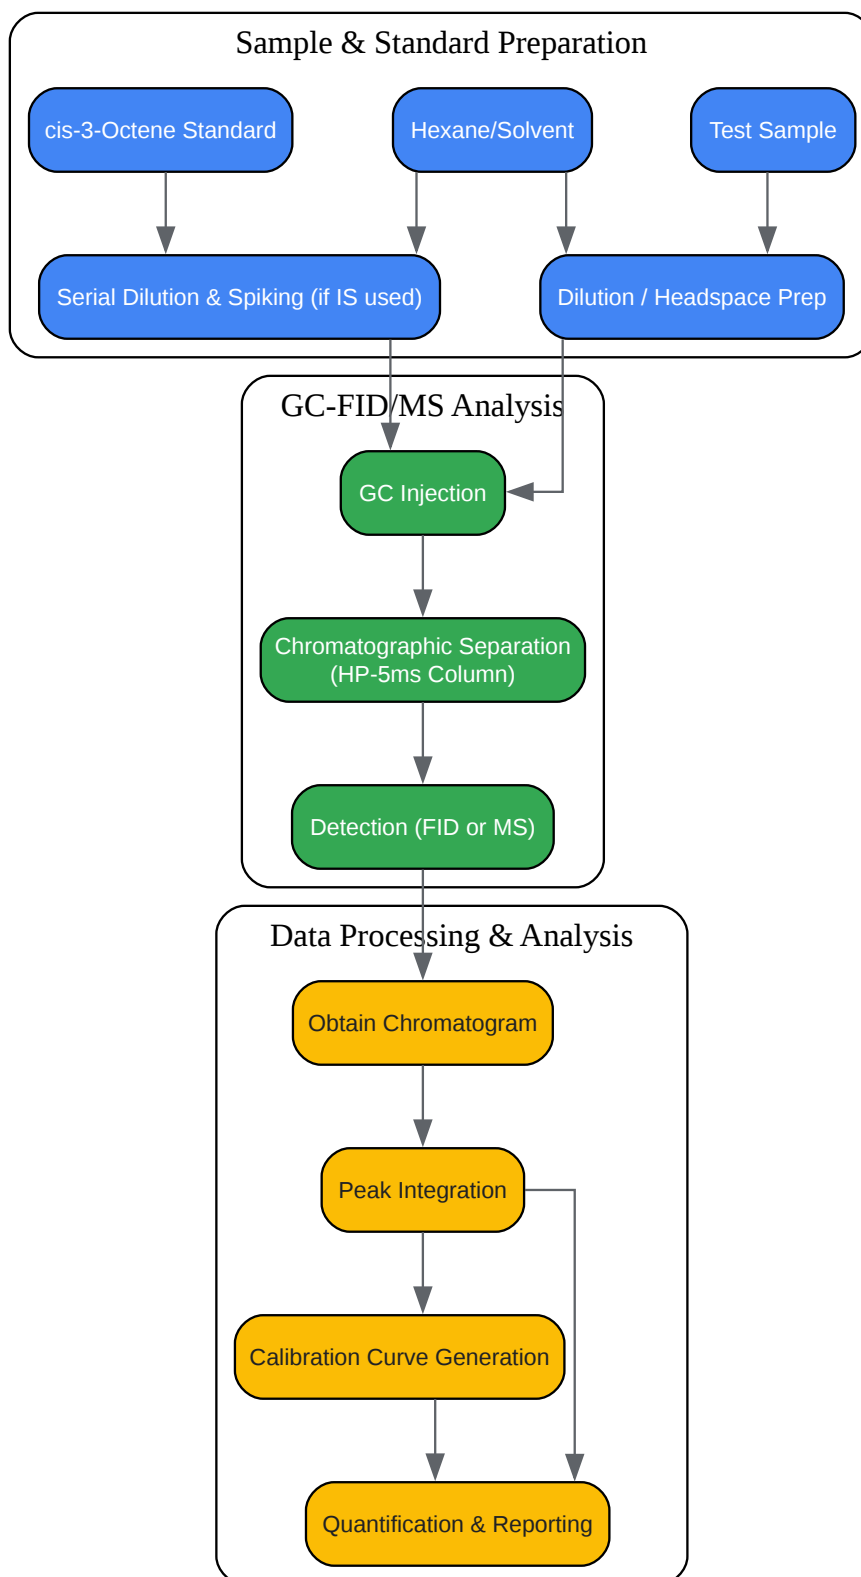 Sample & Standard Preparation
cis-3-Octene Standard
Hexane/Solvent
Test Sample
Serial Dilution & Spiking (if IS used)
Dilution / Headspace Prep
GC-FID/MS Analysis
GC Injection
Chromatographic Separation
(HP-5ms Column)
Detection (FID or MS)
Data Processing & Analysis
Obtain Chromatogram
Peak Integration
Calibration Curve Generation
Quantification & Reporting